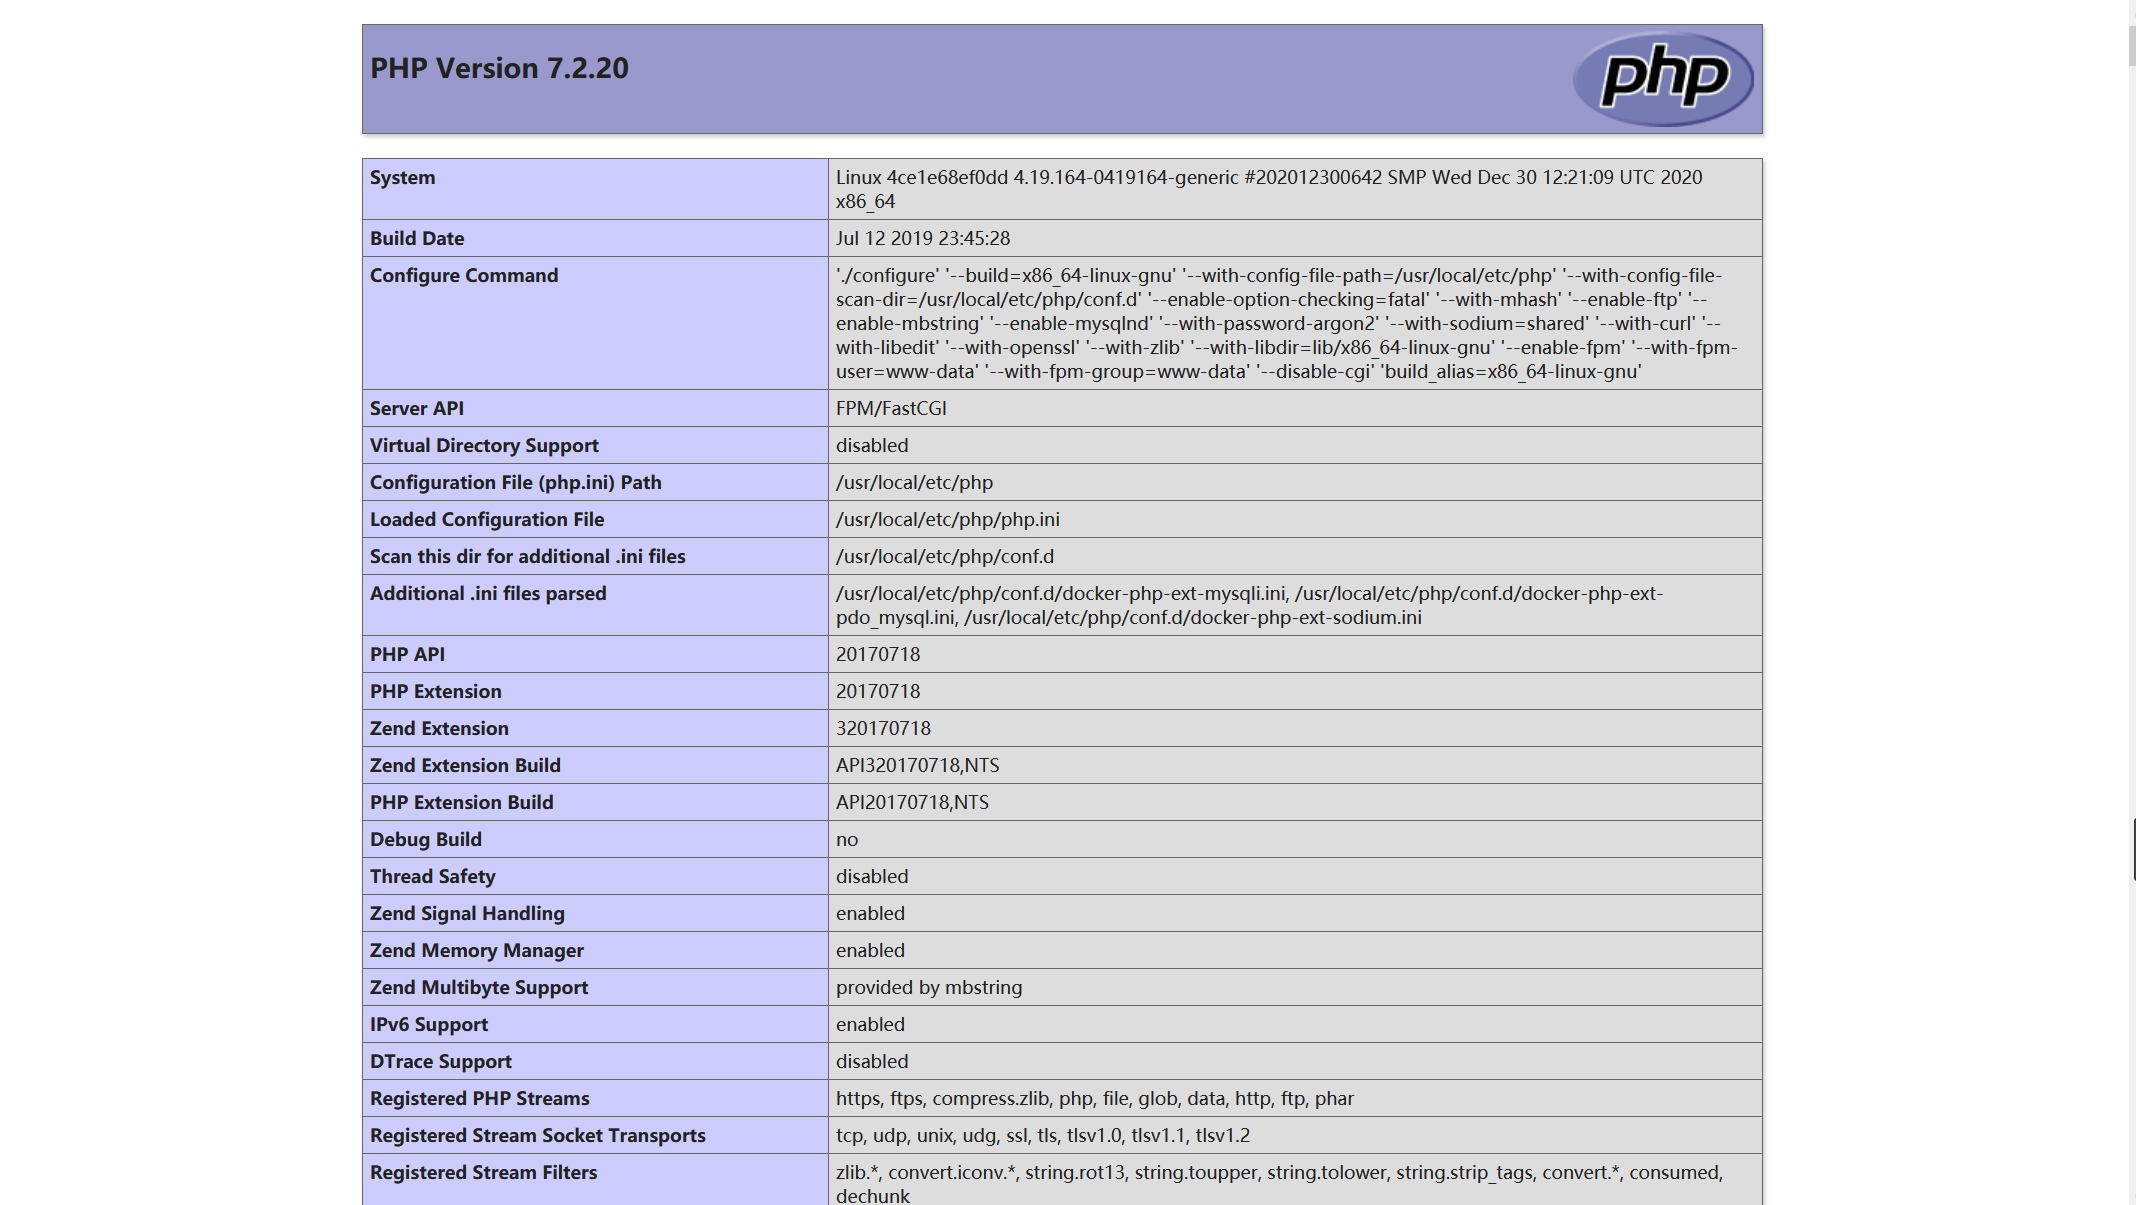 PHP Version 7.2.20
php
System
Linux 4ce1e68ef0dd 4.19.164-0419164-generic #202012300642 SMP Wed Dec 30 12:21:09 UTC 2020
x86_64
Build Date
Jul 12 2019 23:45:28
Configure Command
'./configure' '--build=x86_64-linux-gnu' '--with-config-file-path=/usr/local/etc/php' '--with-config-file-
scan-dir=/usr/local/etc/php/conf.d' '--enable-option-checking=fatal' '--with-mhash' '--enable-ftp' '--
enable-mbstring' '--enable-mysqlnd' '--with-password-argon2' '--with-sodium=shared' '--with-curl' '--
with-libedit' '--with-openssl' '--with-zlib' '--with-libdir=lib/x86_64-linux-gnu' '--enable-fpm' '--with-fpm-
user=www-data' '--with-fpm-group=www-data' '--disable-cgi' 'build_alias=x86_64-linux-gnu'
Server API
FPM/FastCGI
Virtual Directory Support
disabled
Configuration File (php.ini) Path
/usr/local/etc/php
Loaded Configuration File
/usr/local/etc/php/php.ini
Scan this dir for additional .ini files
/usr/local/etc/php/conf.d
Additional .ini files parsed
/usr/local/etc/php/conf.d/docker-php-ext-mysqli.ini, /usr/local/etc/php/conf.d/docker-php-ext-
pdo_mysql.ini, /usr/local/etc/php/conf.d/docker-php-ext-sodium.ini
PHP API
20170718
PHP Extension
20170718
Zend Extension
320170718
Zend Extension Build
API320170718,NTS
PHP Extension Build
API20170718,NTS
Debug Build
no
Thread Safety
disabled
Zend Signal Handling
enabled
Zend Memory Manager
enabled
Zend Multibyte Support
provided by mbstring
IPv6 Support
enabled
DTrace Support
disabled
Registered PHP Streams
https, ftps, compress.zlib, php, file, glob, data, http, ftp, phar
Registered Stream Socket Transports
tcp, udp, unix, udg, ssl, tls, tlsv1.0, tlsv1.1, tlsv1.2
Registered Stream Filters
zlib.*, convert.iconv.*, string.rot13, string.toupper, string.tolower, string.strip_tags, convert.*, consumed,
dechunk